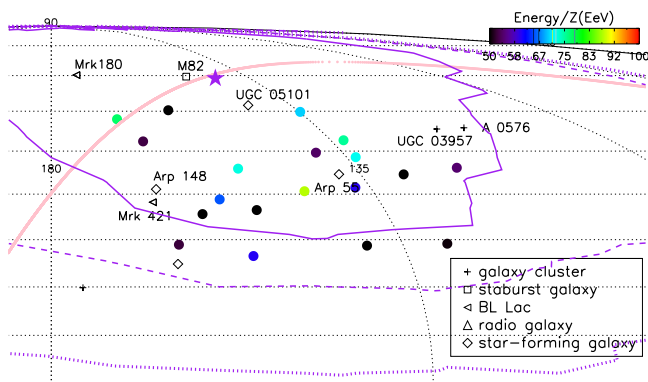 Energy/Z(EeV)
50 58 67 75 83 92 100
90
Mrk180
M82
UGC 05101
A 0576
UGC 03957
180
135
Arp 148
Arp 55
Mrk 421
galaxy cluster
staburst galaxy
BL Lac
radio galaxy
star-forming galaxy